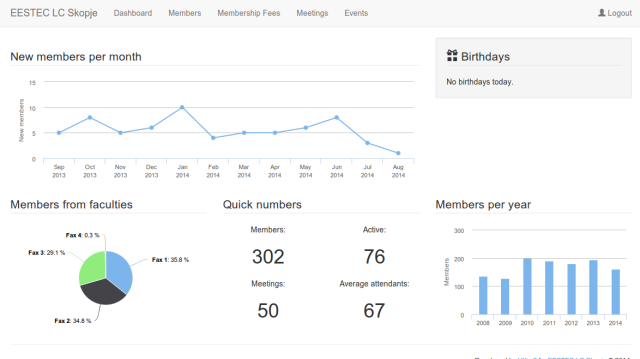 EESTEC LC Skopje Dashboard Members Membership Fees Meetings Events Logout
New members per month
15
10
5
0
New members
Sep 2013
Oct 2013
Nov 2013
Dec 2013
Jan 2014
Feb 2014
Mar 2014
Apr 2014
May 2014
Jun 2014
Jul 2014
Aug 2014
Birthdays
No birthdays today.
Members from faculties
Fax 4: 0.3 %
Fax 3: 29.1 %
Fax 1: 35.8 %
Fax 2: 34.8 %
Quick numbers
Members: Active:
302 76
Meetings: Average attendants:
50 67
Members per year
300
200
100
0
Members
2008 2009 2010 2011 2012 2013 2014